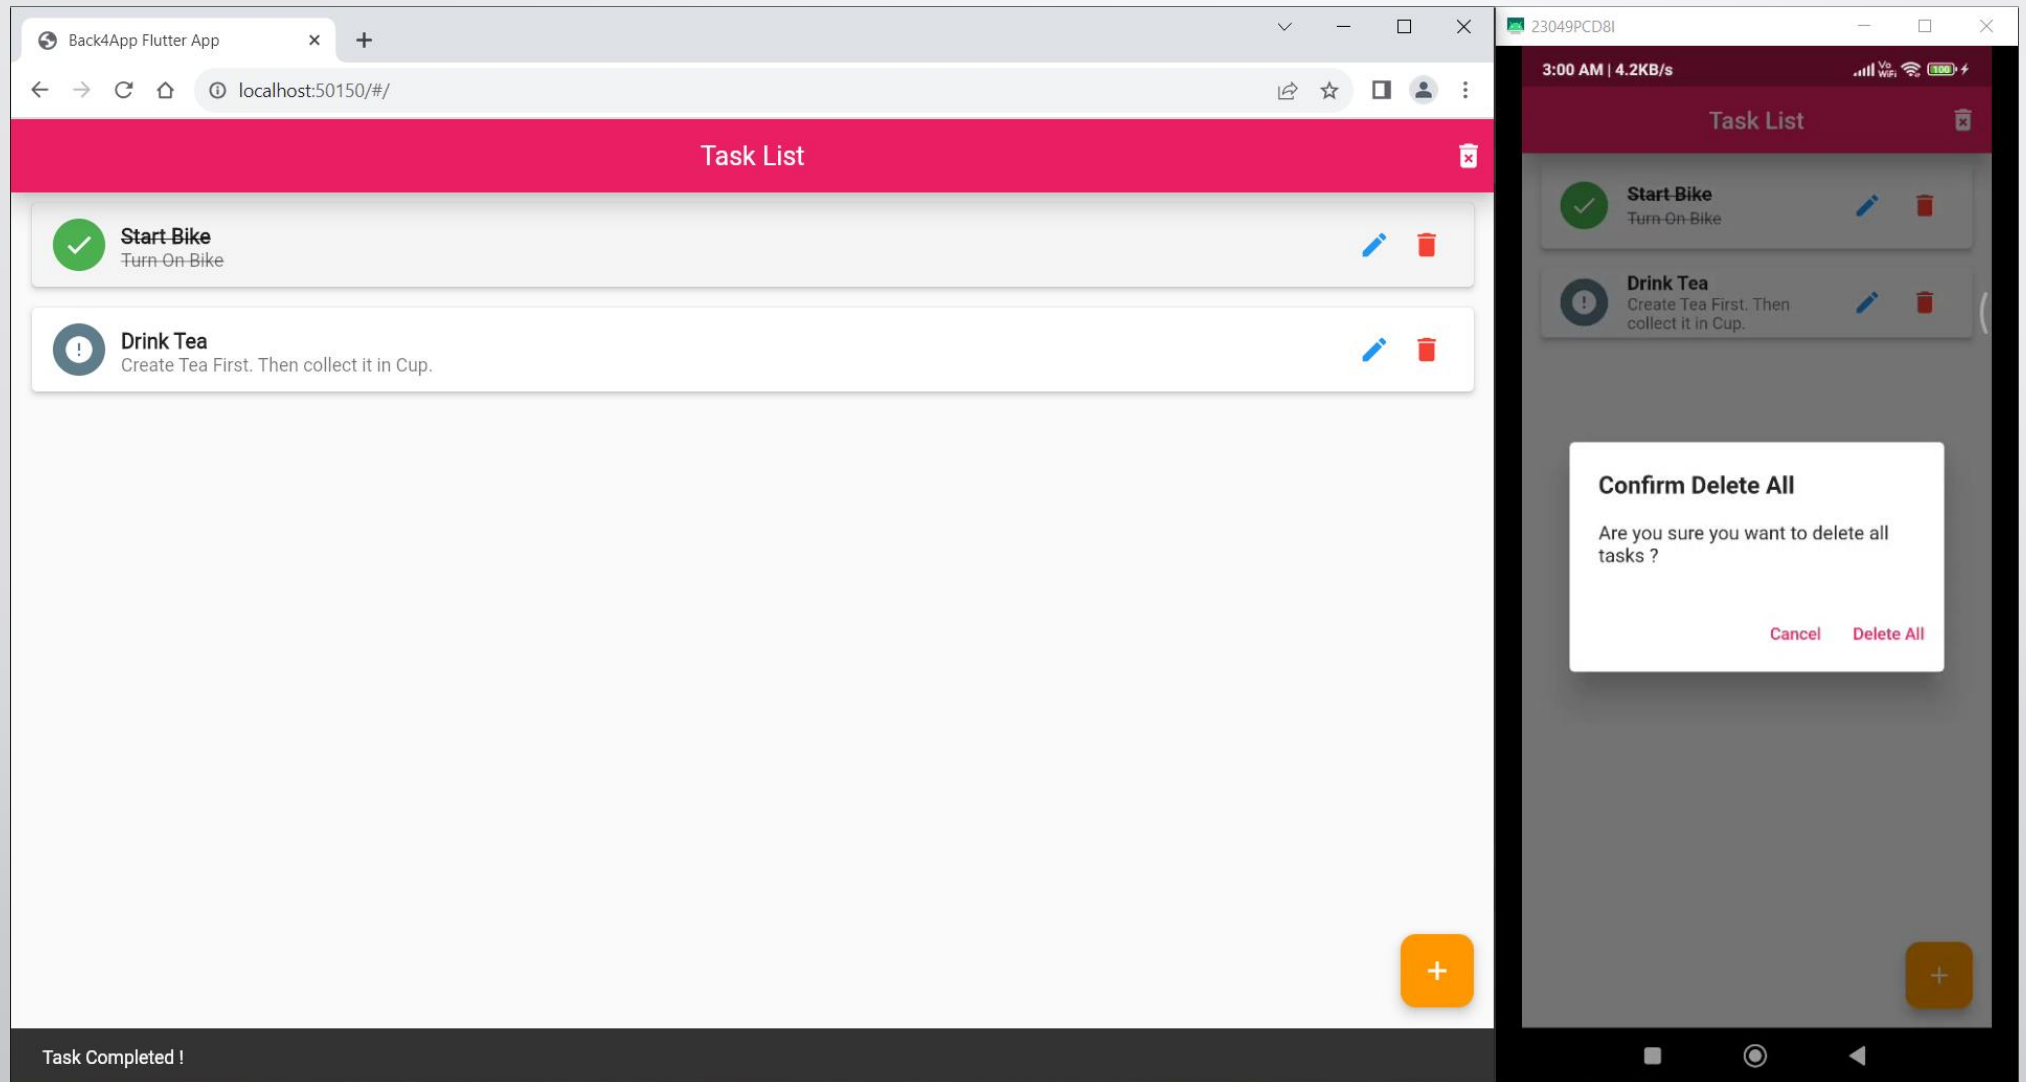 Back4App Flutter App
localhost:50150/#/
Task List
Start Bike
Turn On Bike
Drink Tea
Create Tea First. Then collect it in Cup.
Task Completed !
23049PCD8I
3:00 AM | 4.2KB/s
Vo
WiFi
100
Task List
Start Bike
Turn On Bike
Drink Tea
Create Tea First. Then
collect it in Cup.
Confirm Delete All
Are you sure you want to delete all
tasks ?
Cancel Delete All